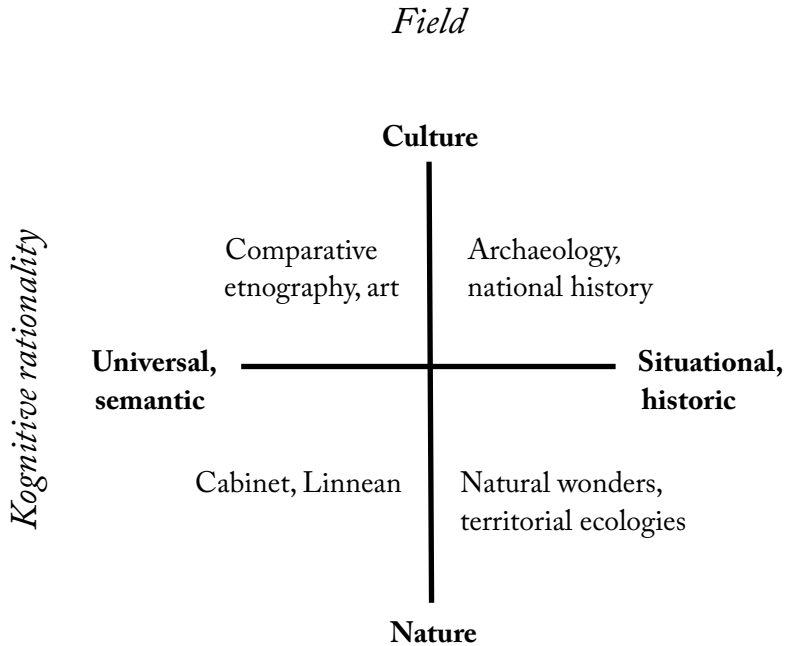 Field
Culture
Comparative
etnography, art
Archaeology,
national history
Kognitive rationality
Universal,
semantic
Situational,
historic
Cabinet, Linnean
Natural wonders,
territorial ecologies
Nature